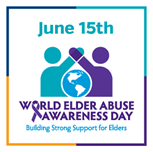 June 15th
WORLD ELDER ABUSE
AWARENESS DAY
Building Strong Support for Elders